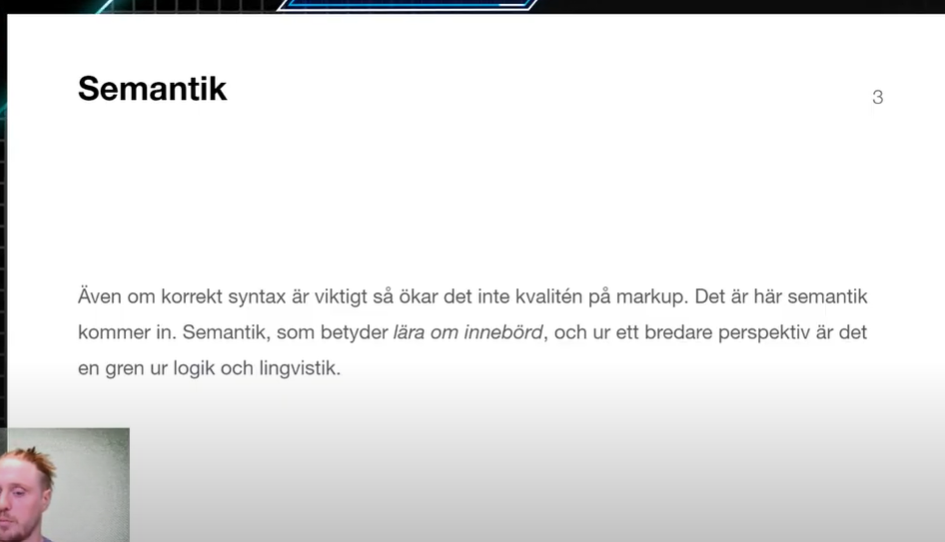 Semantik
3
Även om korrekt syntax är viktigt så ökar det inte kvalitén på markup. Det är här semantik
kommer in. Semantik, som betyder lära om innebörd, och ur ett bredare perspektiv är det
en gren ur logik och lingvistik.